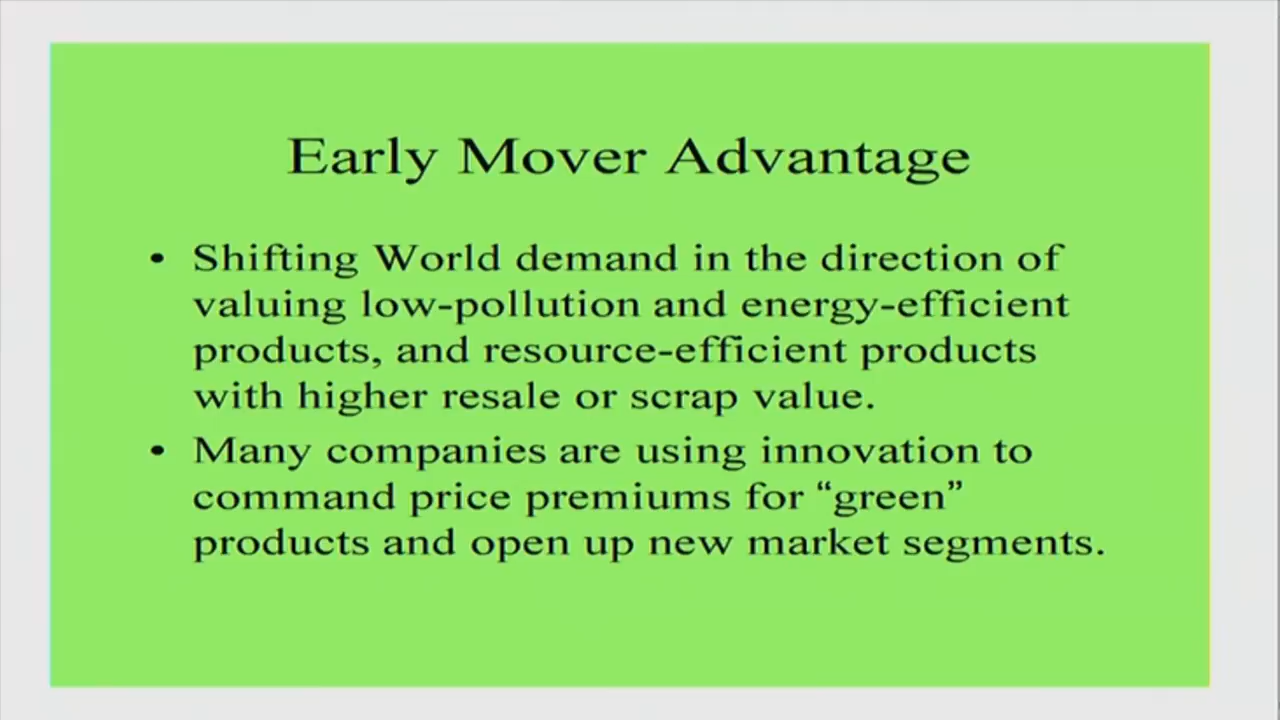 Early Mover Advantage
• Shifting World demand in the direction of
valuing low-pollution and energy-efficient
products, and resource-efficient products
with higher resale or scrap value.
• Many companies are using innovation to
command price premiums for “green”
products and open up new market segments.